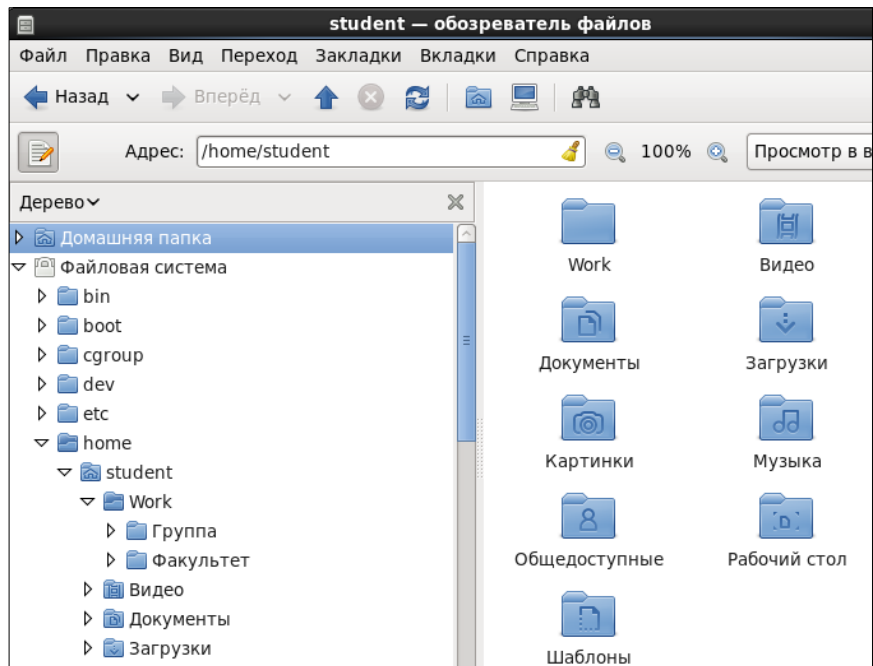 student — обозреватель файлов
Файл Правка Вид Переход Закладки Вкладки Справка
Назад Вперёд
Адрес: /home/student 100% Просмотр в в
Дерево
Домашняя папка
Файловая система
bin
boot
cgroup
dev
etc
home
student
Work
Группа
Факультет
Видео
Документы
Загрузки
Work Видео
Документы Загрузки
Картинки Музыка
Общедоступные Рабочий стол
Шаблоны